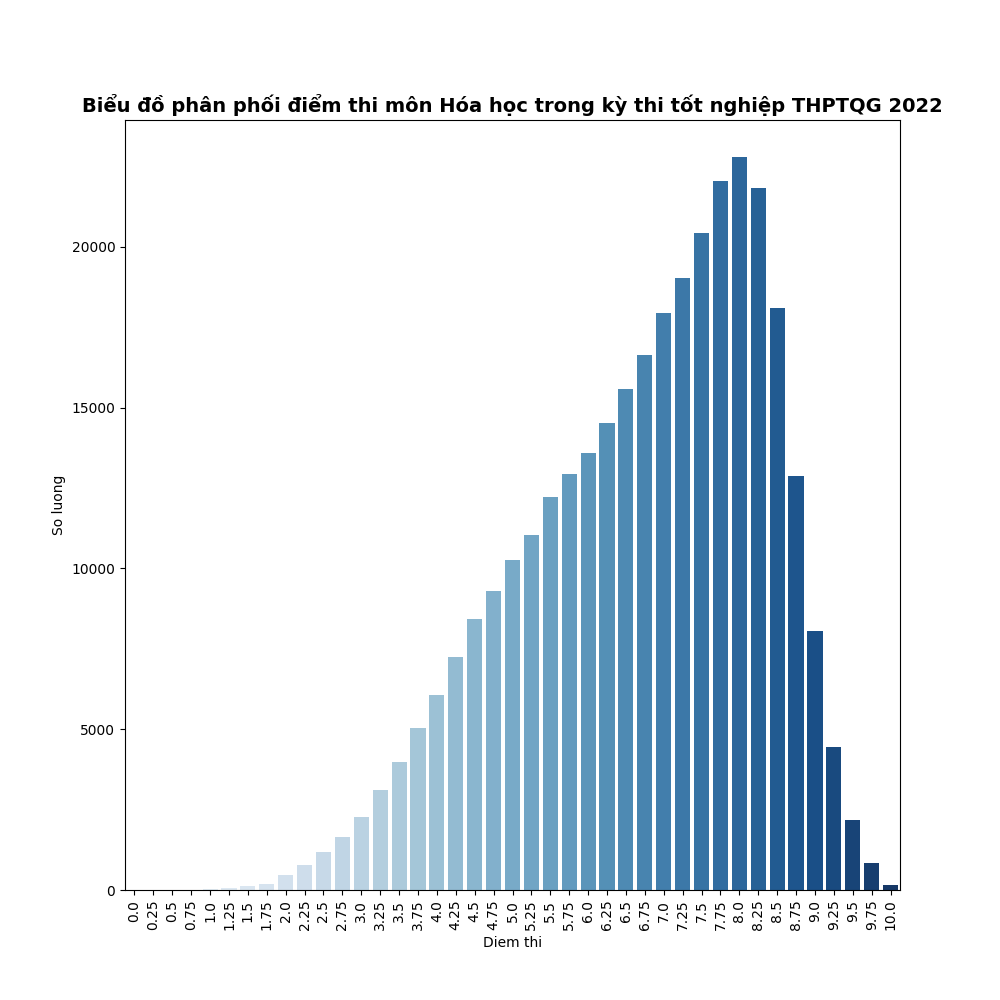 Biểu đồ phân phối điểm thi môn Hóa học trong kỳ thi tốt nghiệp THPTQG 2022
20000
15000
10000
5000
0
So luong
0.0 0.25 0.5 0.75 1.0 1.25 1.5 1.75 2.0 2.25 2.5 2.75 3.0 3.25 3.5 3.75 4.0 4.25 4.5 4.75 5.0 5.25 5.5 5.75 6.0 6.25 6.5 6.75 7.0 7.25 7.5 7.75 8.0 8.25 8.5 8.75 9.0 9.25 9.5 9.75 10.0
Diem thi